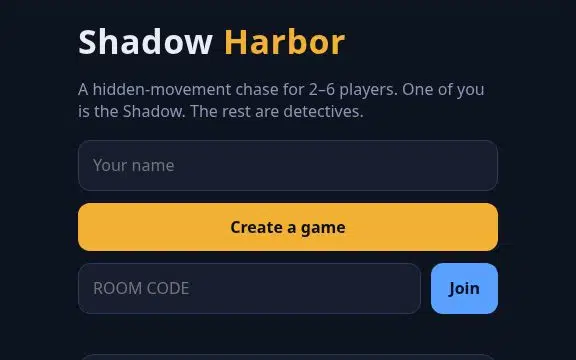 Shadow Harbor
A hidden-movement chase for 2–6 players. One of you
is the Shadow. The rest are detectives.
Your name
Create a game
ROOM CODE
Join